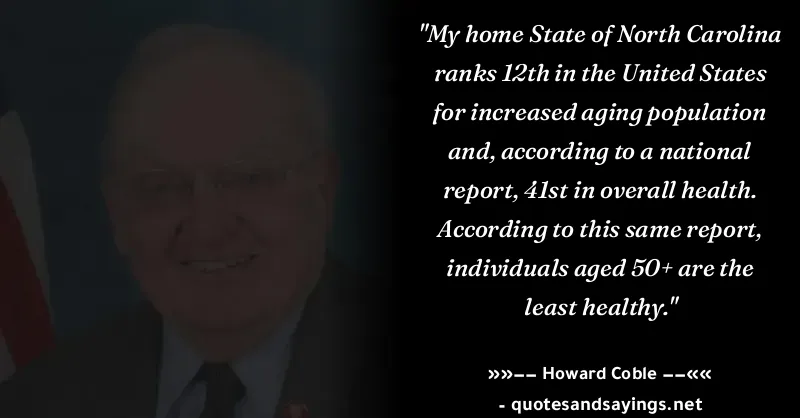 "My home State of North Carolina
ranks 12th in the United States
for increased aging population
and, according to a national
report, 41st in overall health.
According to this same report,
individuals aged 50+ are the
least healthy."
»»−− Howard Coble −−««
- quotesandsayings.net